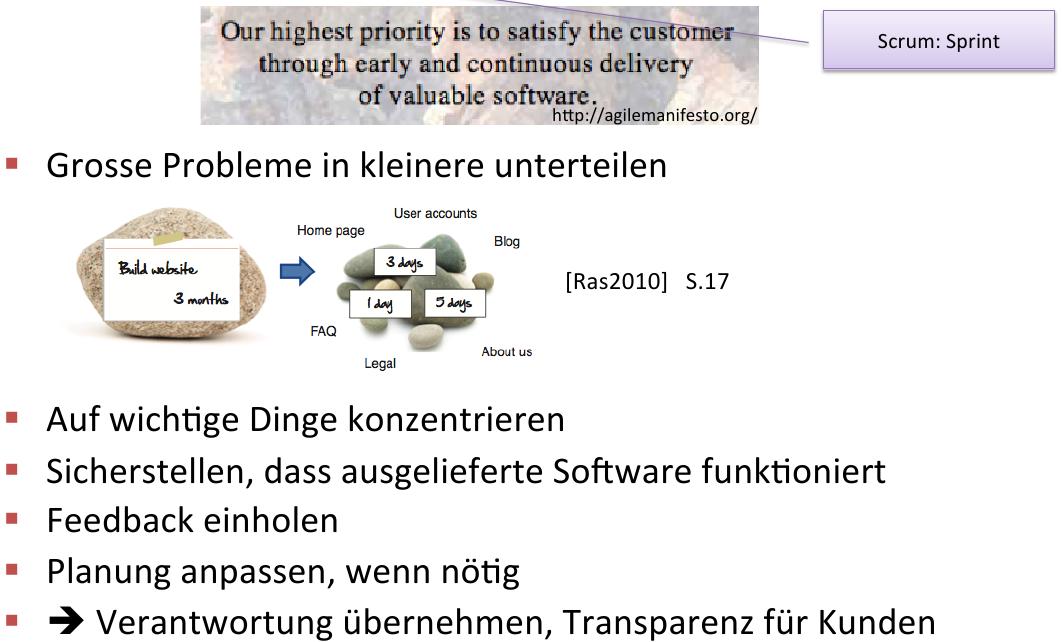 Our highest priority is to satisfy the customer
through early and continuous delivery
of valuable software.
http://agilemanifesto.org/
Scrum: Sprint
Grosse Probleme in kleinere unterteilen
Build website
3 months
User accounts
Home page
Blog
3 days
1 day
5 days
FAQ
About us
Legal
[Ras2010] S.17
Auf wichtige Dinge konzentrieren
Sicherstellen, dass ausgelieferte Software funktioniert
Feedback einholen
Planung anpassen, wenn nötig
➔ Verantwortung übernehmen, Transparenz für Kunden